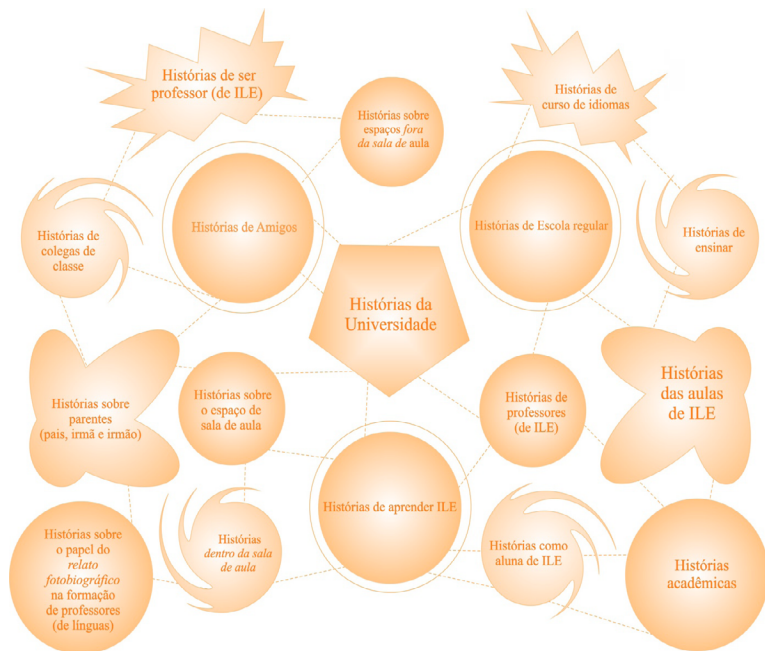 Histórias de ser
professor (de ILE)
Histórias de
curso de idiomas
Histórias sobre
espaços fora
da sala de aula
Histórias de Amigos
Histórias de Escola regular
Histórias de
colegas de
classe
Histórias de
ensinar
Histórias da
Universidade
Histórias sobre
parentes
(pais, irmã e irmão)
Histórias sobre
o espaço de
sala de aula
Histórias de
professores
(de ILE)
Histórias
das aulas
de ILE
Histórias de aprender ILE
Histórias sobre
o papel do
relato
fotobiográfico
na formação
de professores
(de línguas)
Histórias
dentro da sala
de aula
Histórias como
aluna de ILE
Histórias
acadêmicas